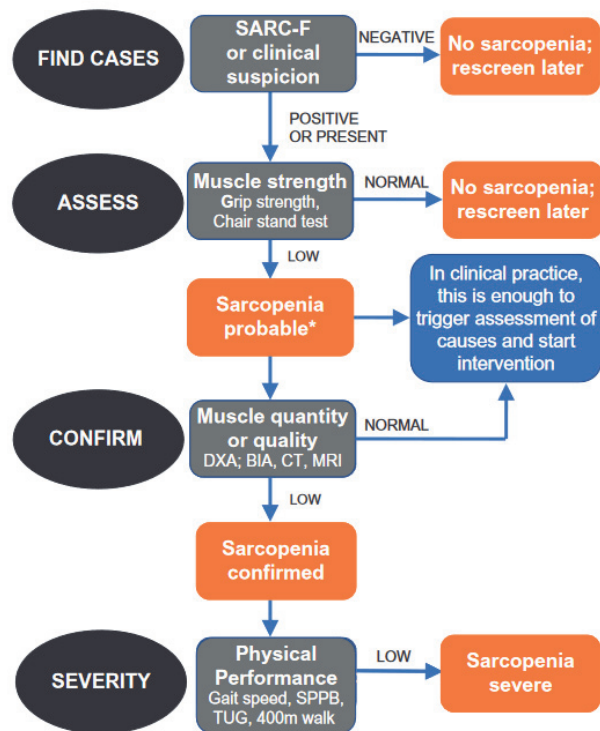 FIND CASES
SARC-F
or clinical
suspicion
NEGATIVE
No sarcopenia;
rescreen later
POSITIVE
OR PRESENT
ASSESS
Muscle strength
Grip strength,
Chair stand test
NORMAL
No sarcopenia;
rescreen later
LOW
Sarcopenia
probable*
In clinical practice,
this is enough to
trigger assessment of
causes and start
intervention
CONFIRM
Muscle quantity
or quality
DXA; BIA, CT, MRI
NORMAL
LOW
Sarcopenia
confirmed
SEVERITY
Physical
Performance
Gait speed, SPPB,
TUG, 400m walk
LOW
Sarcopenia
severe